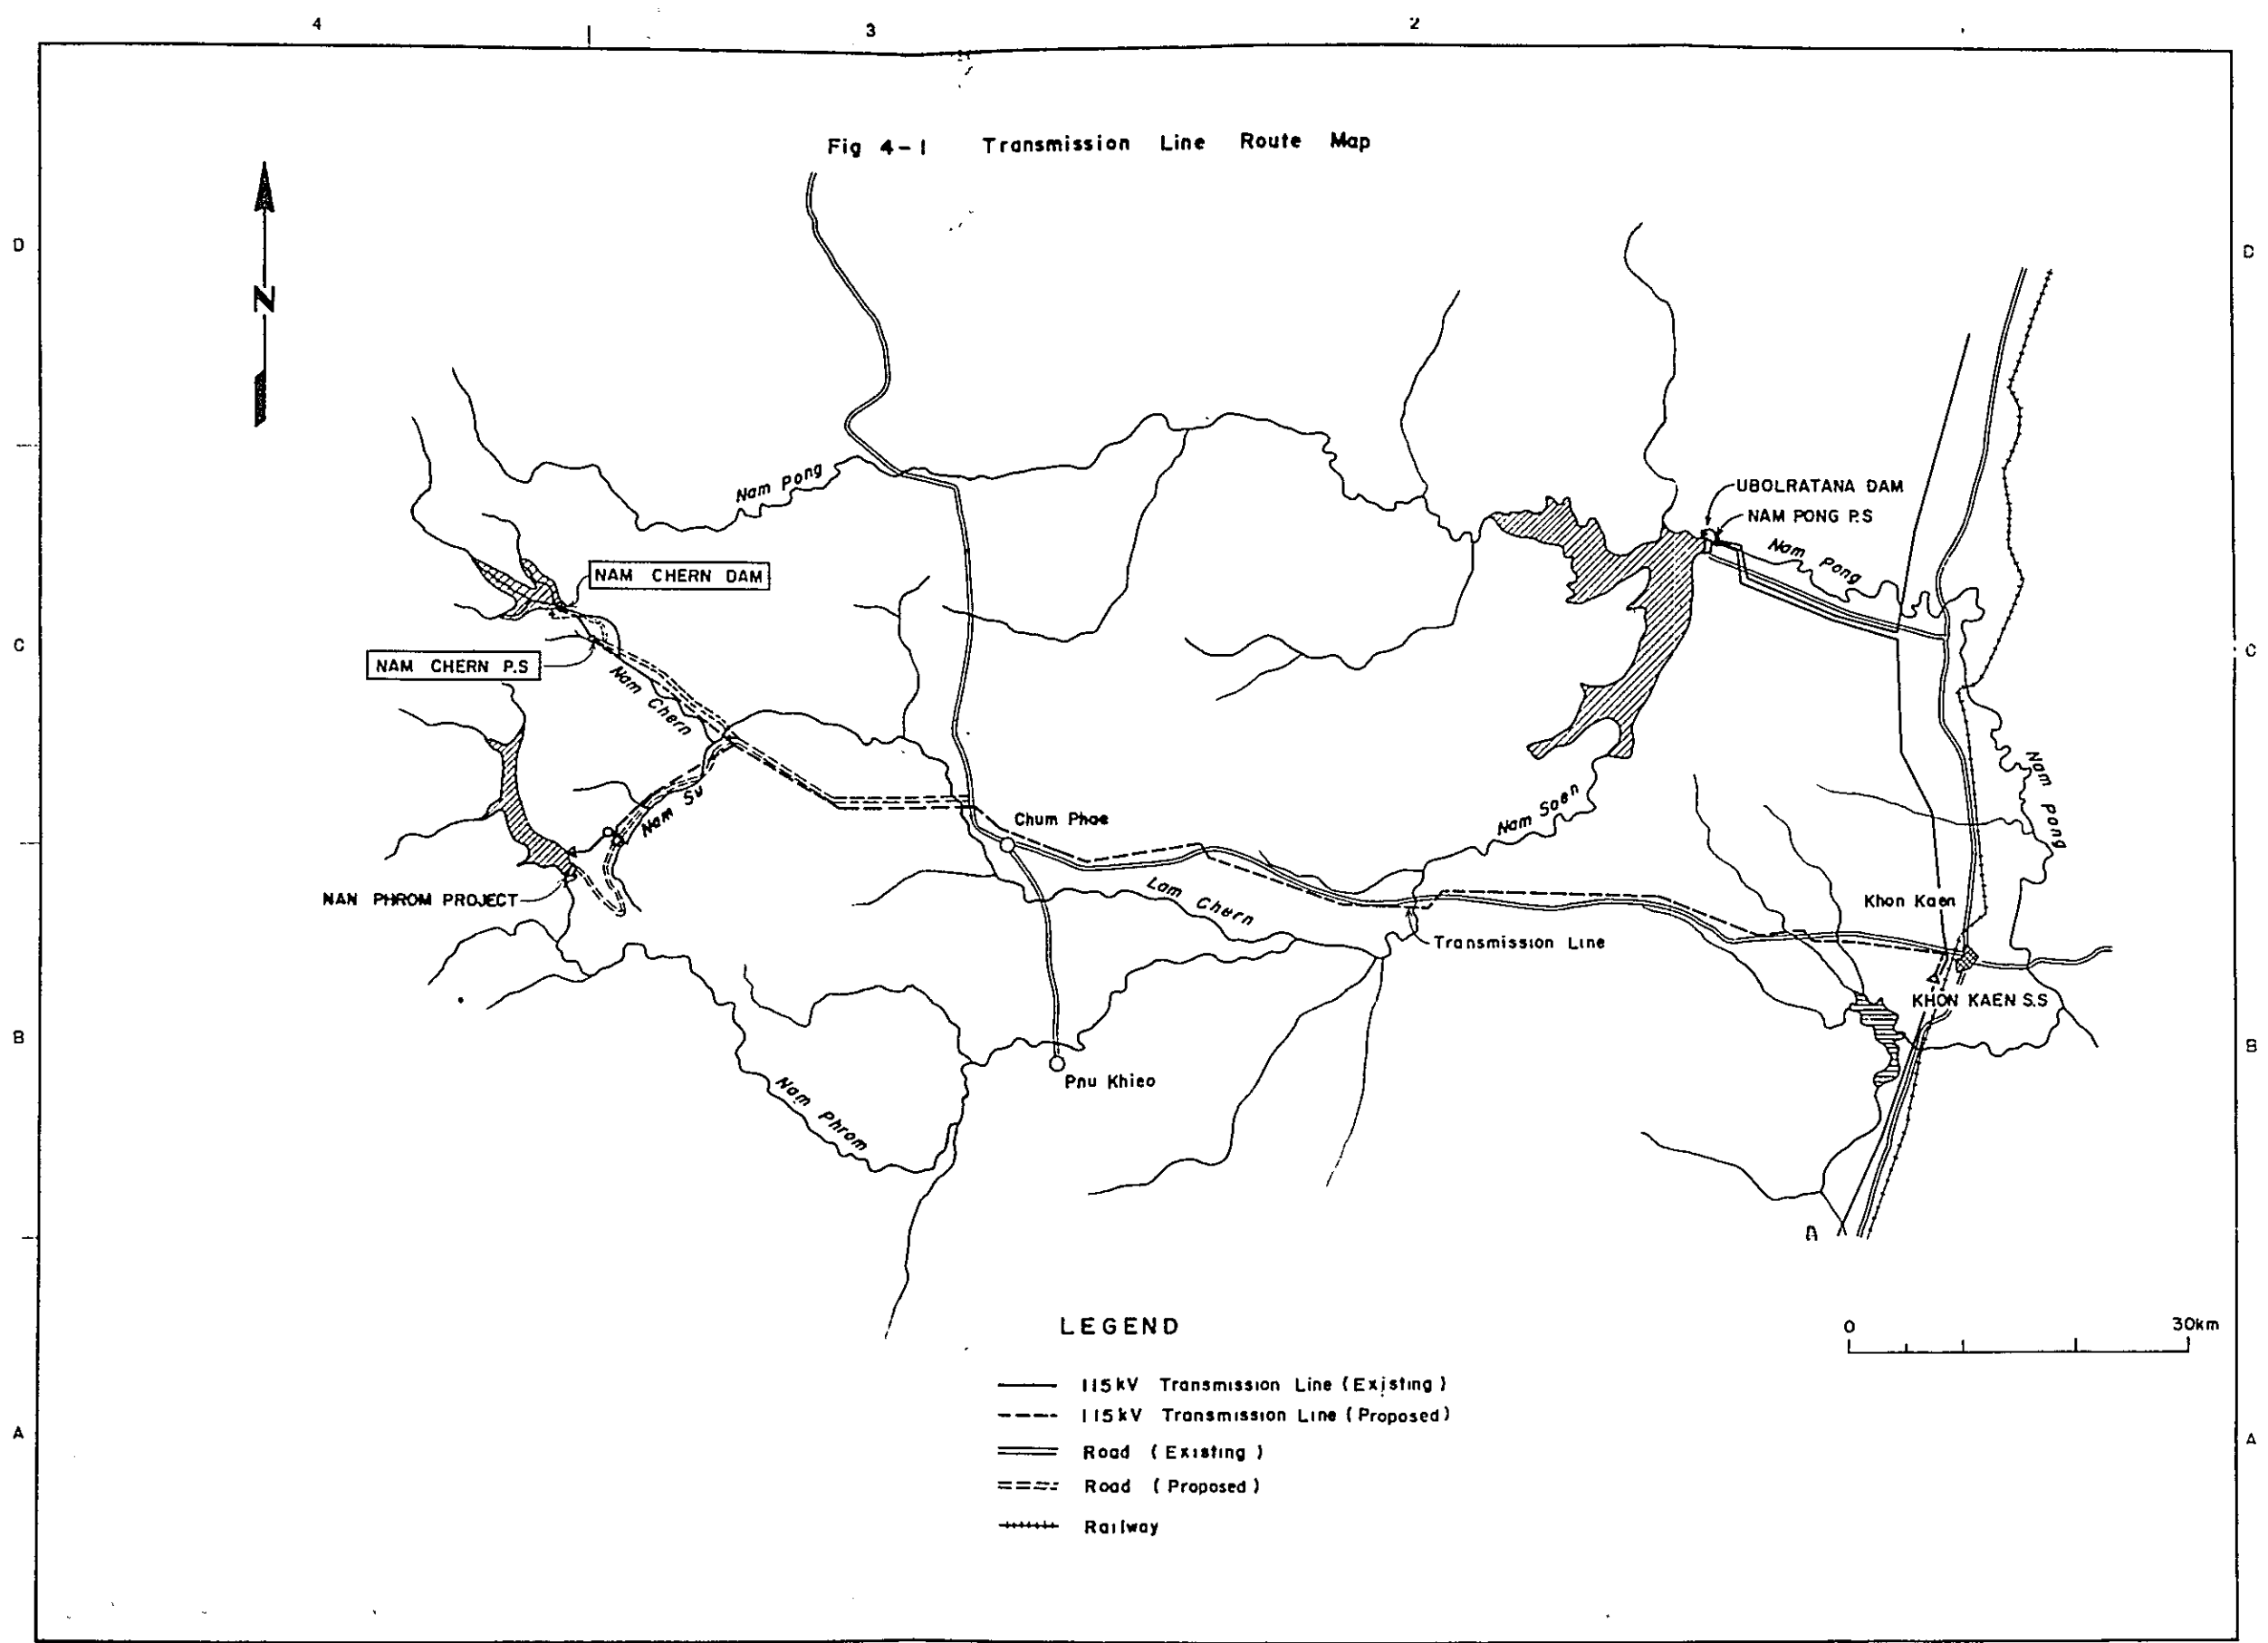 4 3 2
Fig 4-1 Transmission Line Route Map
D D
N
Nam Pong
UBOLRATANA DAM
NAM PONG P.S
Nam Pong
NAM CHERN DAM
C C
NAM CHERN P.S
Nam Chern
Nam Su
Nam Pong
Nam Saen
Chum Phae
Lam Chern
Khon Kaen
NAN PHROM PROJECT
Transmission Line
KHON KAEN S.S
B B
Pnu Khieo
Nam Phrom
LEGEND
0 30km
115kV Transmission Line (Existing)
115kV Transmission Line (Proposed)
A A
Road (Existing)
Road (Proposed)
Railway